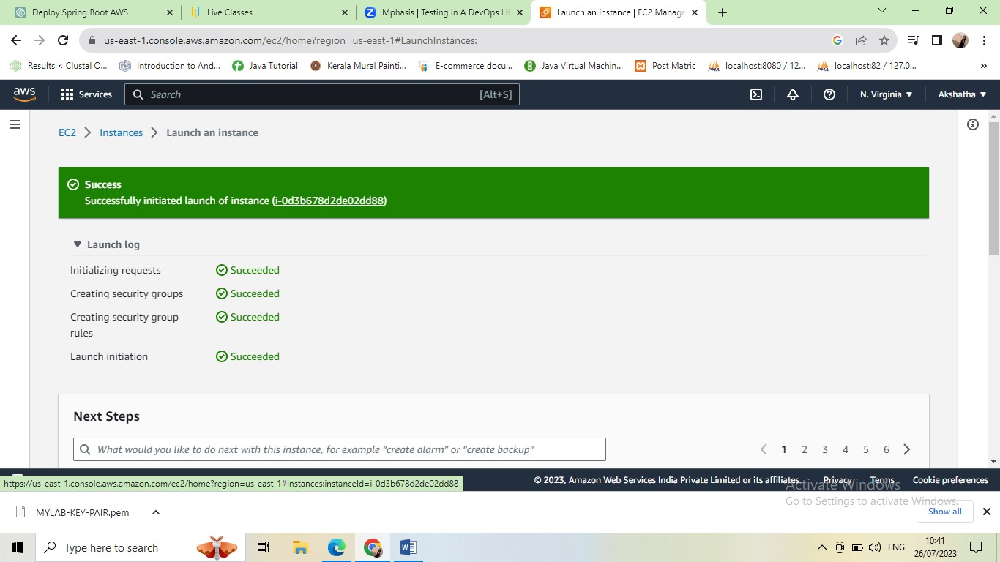 Deploy Spring Boot AWS
Live Classes
Mphasis | Testing in A DevOps Li
Launch an instance | EC2 Manage
us-east-1.console.aws.amazon.com/ec2/home?region=us-east-1#LaunchInstances:
Results < Clustal O...
Introduction to And...
Java Tutorial
Kerala Mural Painti...
E-commerce docu...
Java Virtual Machin...
Post Matric
localhost:8080 / 12...
localhost:82 / 127.0...
»
aws
Services
Search
[Alt+S]
N. Virginia
Akshatha
EC2
Instances
Launch an instance
Success
Successfully initiated launch of instance (i-0d3b678d2de02dd88)
Launch log
Initializing requests
Succeeded
Creating security groups
Succeeded
Creating security group
rules
Succeeded
Launch initiation
Succeeded
Next Steps
What would you like to do next with this instance, for example “create alarm” or “create backup”
1 2 3 4 5 6
https://us-east-1.console.aws.amazon.com/ec2/home?region=us-east-1#Instances:instanceId=i-0d3b678d2de02dd88
© 2023, Amazon Web Services India Private Limited or its affiliates.
Privacy
Terms
Cookie preferences
Activate Windows
Go to Settings to activate Windows.
MYLAB-KEY-PAIR.pem
Show all
Type here to search
ENG
10:41
26/07/2023